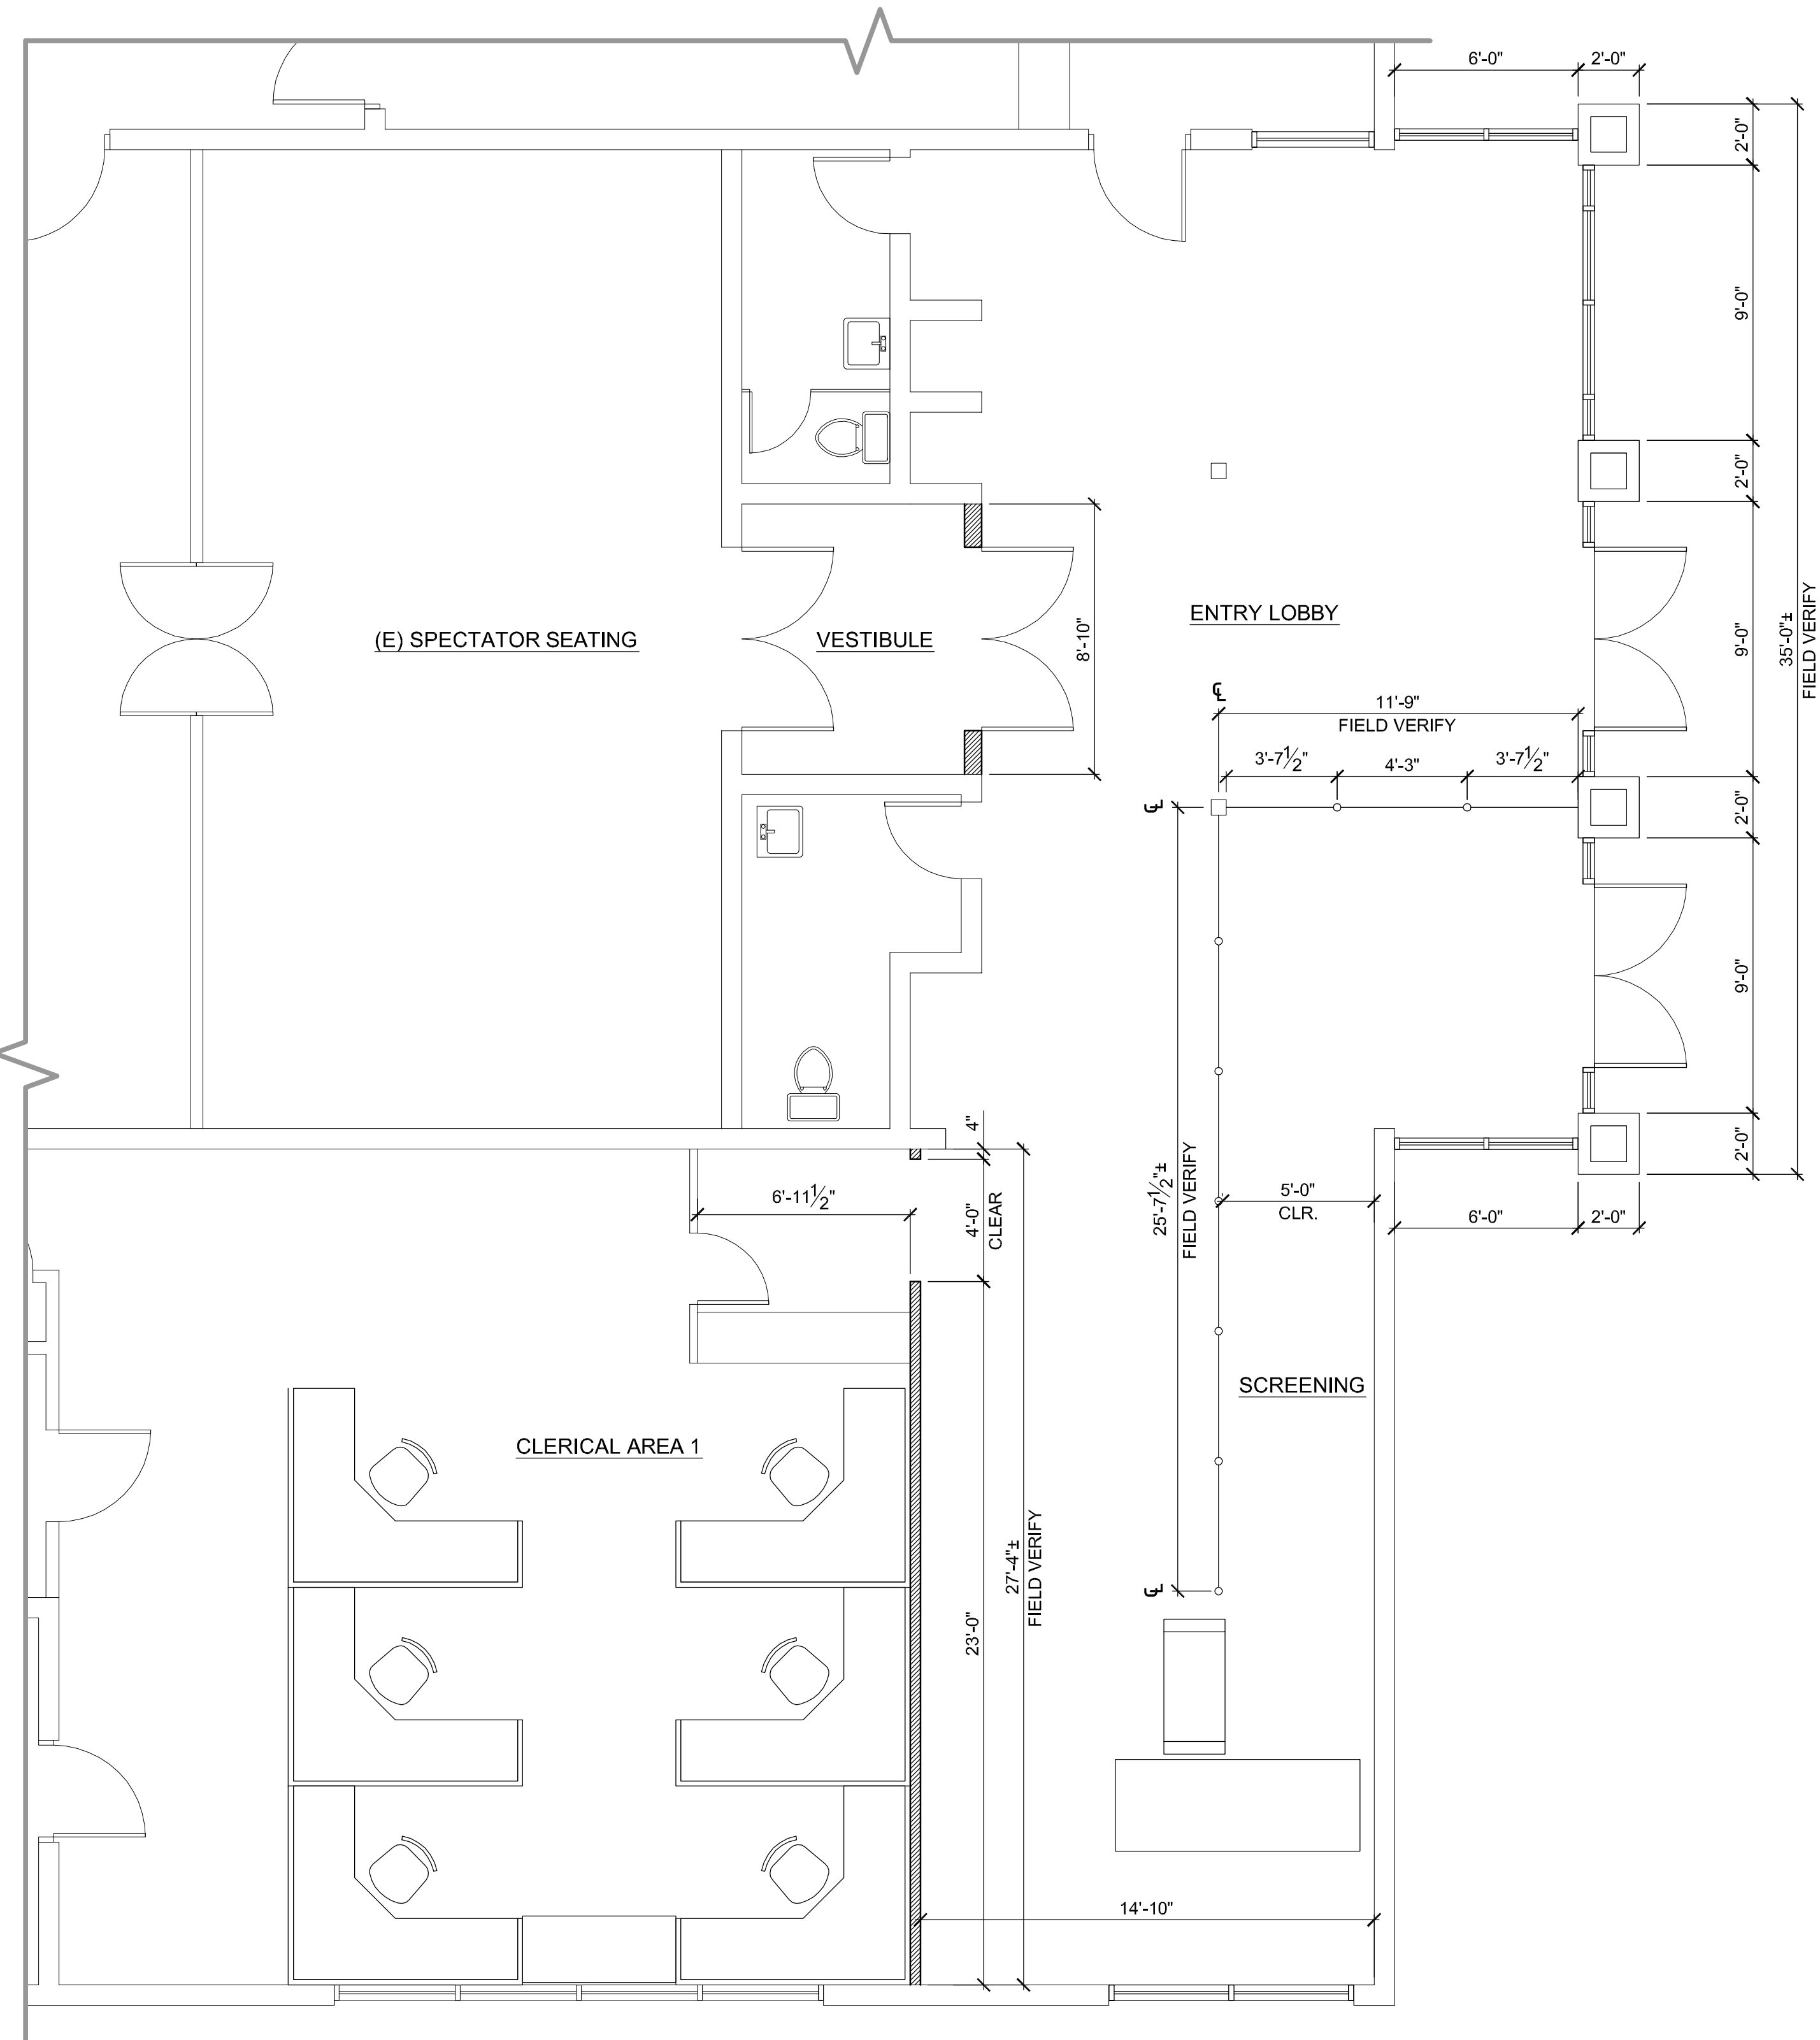 6'-0"
2'-0"
2'-0"
9'-0"
2'-0"
9'-0"
35'-0"±
FIELD VERIFY
ENTRY LOBBY
(E) SPECTATOR SEATING
VESTIBULE
8'-10"
℄
11'-9"
FIELD VERIFY
3'-7½"
4'-3"
3'-7½"
℄
2'-0"
9'-0"
4"
6'-11½"
4'-0"
CLEAR
25'-7½"±
FIELD VERIFY
5'-0"
CLR.
2'-0"
6'-0"
2'-0"
SCREENING
CLERICAL AREA 1
27'-4"±
FIELD VERIFY
23'-0"
℄
14'-10"